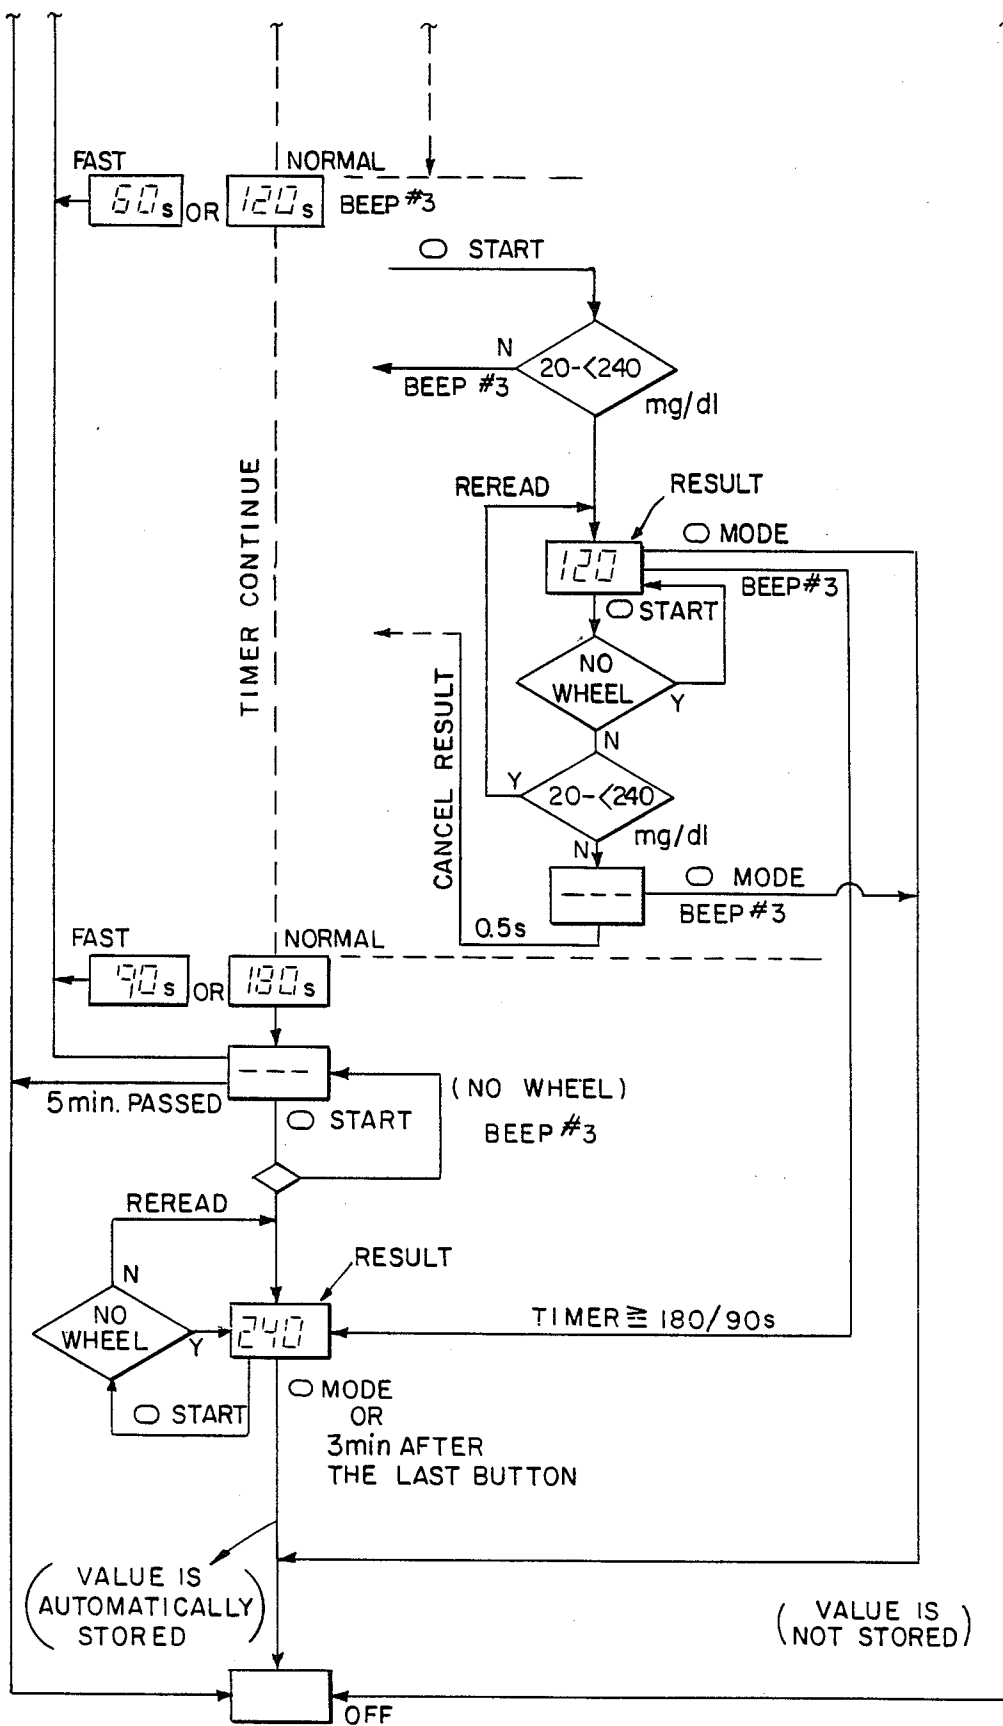 FAST
NORMAL
60s OR 120s BEEP #3
START
N
20-<240
BEEP #3
mg/dl
REREAD
RESULT
MODE
120
BEEP #3
START
TIMER CONTINUE
NO
WHEEL
Y
CANCEL RESULT
N
Y
20-<240
mg/dl
N
---
MODE
BEEP #3
0.5s
FAST
NORMAL
90s OR 180s
---
(NO WHEEL)
5min. PASSED
START
BEEP #3
REREAD
RESULT
N
NO
WHEEL
Y
240
TIMER ≧ 180/90s
START
MODE
OR
3min AFTER
THE LAST BUTTON
(VALUE IS
AUTOMATICALLY
STORED)
(VALUE IS
NOT STORED)
OFF